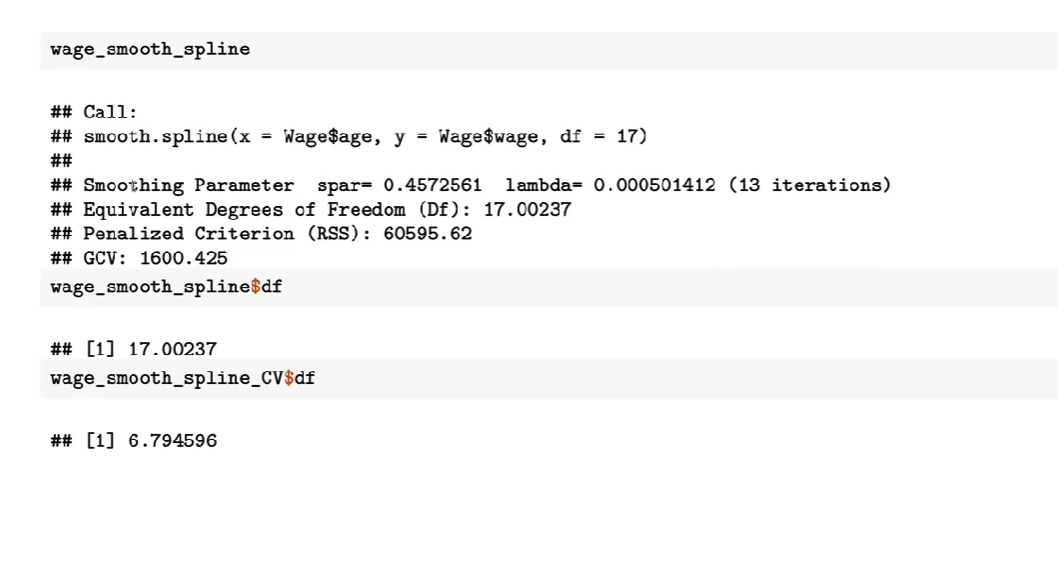 wage_smooth_spline
## Call:
## smooth.spline(x = Wage$age, y = Wage$wage, df = 17)
##
## Smoothing Parameter  spar= 0.4572561  lambda= 0.000501412 (13 iterations)
## Equivalent Degrees of Freedom (Df): 17.00237
## Penalized Criterion (RSS): 60595.62
## GCV: 1600.425
wage_smooth_spline$df
## [1] 17.00237
wage_smooth_spline_CV$df
## [1] 6.794596